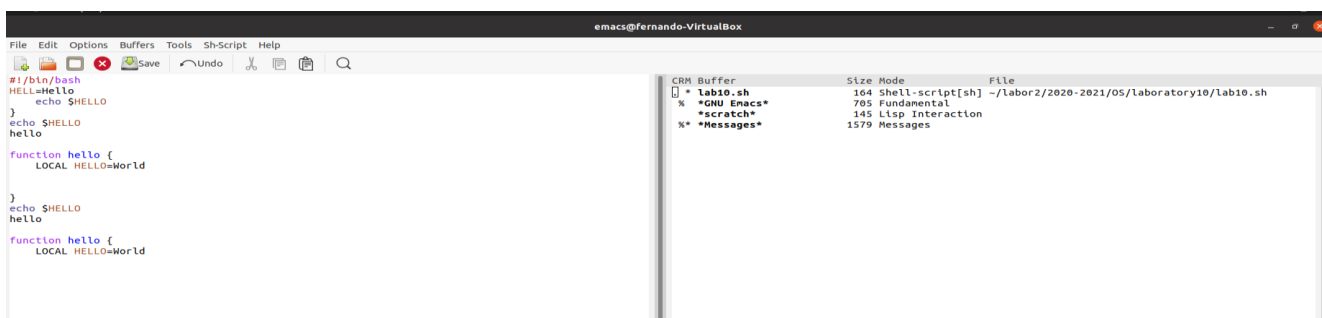 emacs@fernando-VirtualBox
File Edit Options Buffers Tools Sh-Script Help
Save Undo
#!/bin/bash
HELL=Hello
    echo $HELLO
}
echo $HELLO
hello
function hello {
    LOCAL HELLO=World
}
echo $HELLO
hello
function hello {
    LOCAL HELLO=World
CRM Buffer Size Mode File
. * lab10.sh 164 Shell-script[sh] ~/labor2/2020-2021/OS/laboratory10/lab10.sh
% *GNU Emacs* 705 Fundamental
*scratch* 145 Lisp Interaction
%* *Messages* 1579 Messages